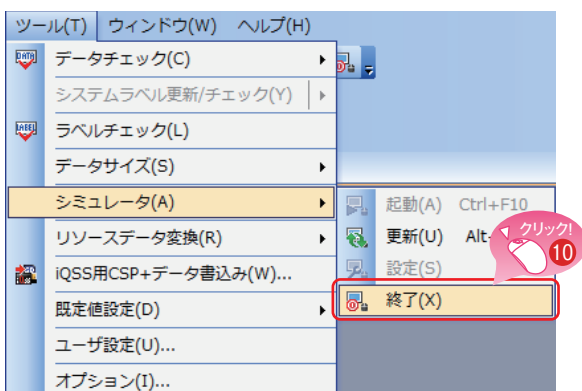 ツール(T) ウィンドウ(W) ヘルプ(H)
DATA データチェック(C)
システムラベル更新/チェック(Y)
LABEL ラベルチェック(L)
データサイズ(S)
シミュレータ(A)
起動(A) Ctrl+F10
リソースデータ変換(R)
更新(U) Alt
クリック!
10
iQSS用CSP+データ書込み(W)...
設定(S)
既定値設定(D)
終了(X)
ユーザ設定(U)...
オプション(I)...